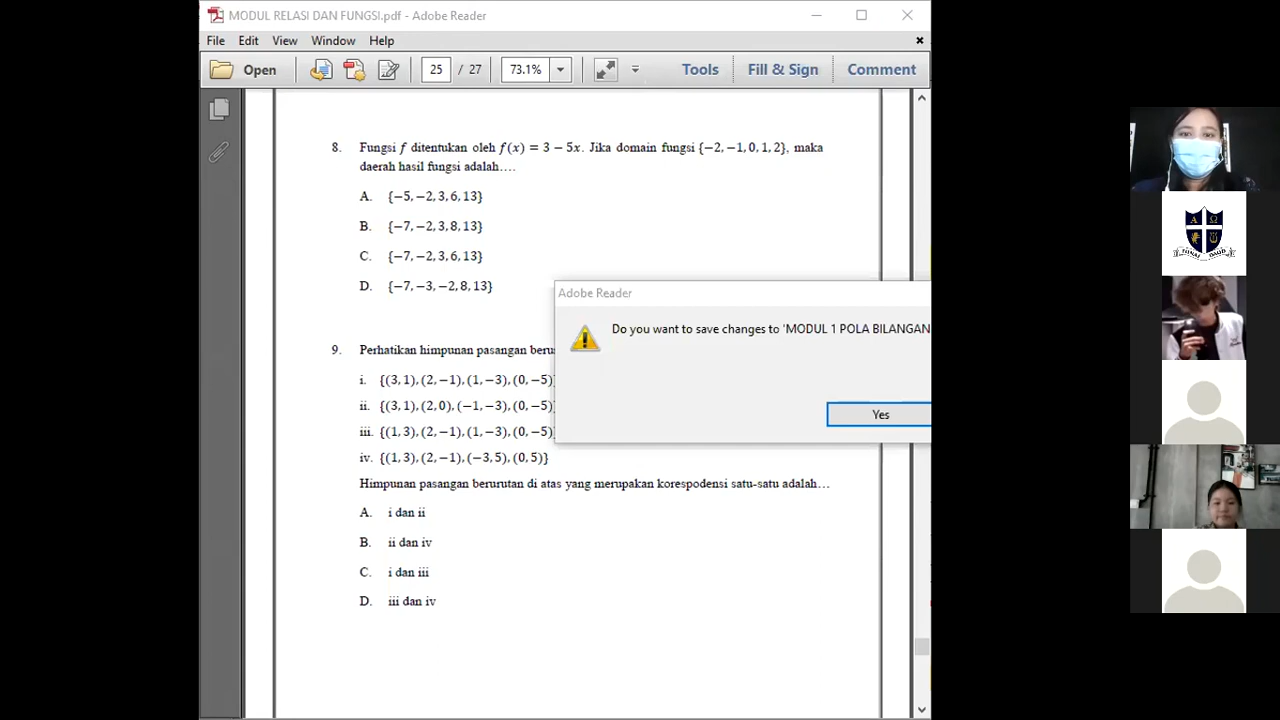 MODUL RELASI DAN FUNGSI.pdf - Adobe Reader
File Edit View Window Help
Open 25 / 27 73.1% Tools Fill & Sign Comment
8. Fungsi f ditentukan oleh f(x) = 3 − 5x. Jika domain fungsi {−2, −1, 0, 1, 2}, maka
daerah hasil fungsi adalah….
A. {−5, −2, 3, 6, 13}
B. {−7, −2, 3, 8, 13}
C. {−7, −2, 3, 6, 13}
D. {−7, −3, −2, 8, 13}
Adobe Reader
Do you want to save changes to 'MODUL 1 POLA BILANGAN
Yes
9. Perhatikan himpunan pasangan beru
i. {(3, 1), (2, −1), (1, −3), (0, −5)
ii. {(3, 1), (2, 0), (−1, −3), (0, −5)
iii. {(1, 3), (2, −1), (1, −3), (0, −5)
iv. {(1, 3), (2, −1), (−3, 5), (0, 5)}
Himpunan pasangan berurutan di atas yang merupakan korespodensi satu-satu adalah…
A. i dan ii
B. ii dan iv
C. i dan iii
D. iii dan iv
Α Ω